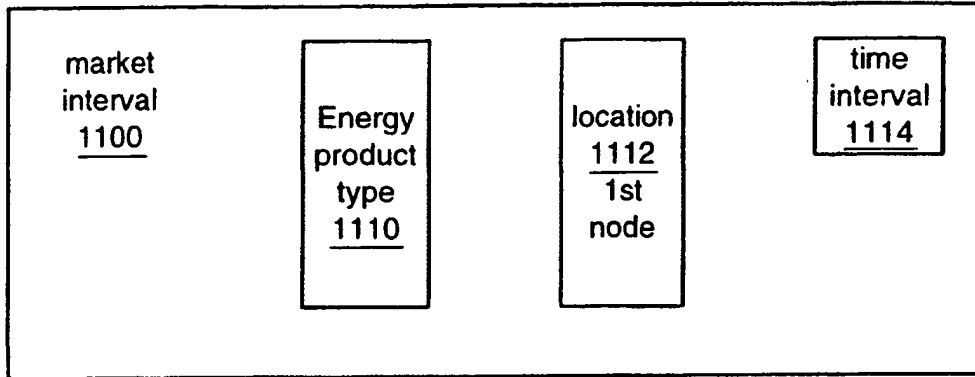 market
interval
1100
Energy
product
type
1110
location
1112
1st
node
time
interval
1114